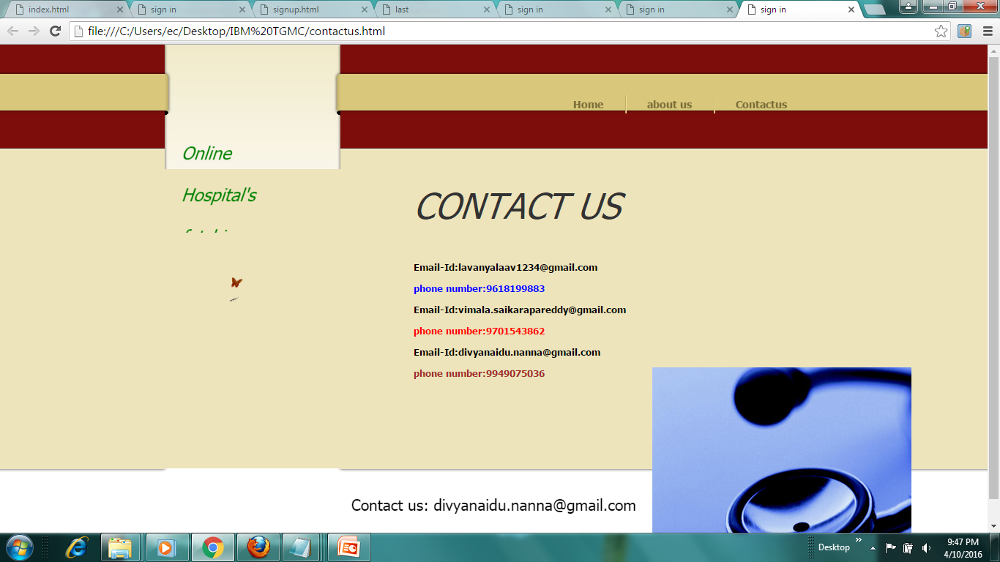 index.html
sign in
signup.html
last
sign in
sign in
sign in
file:///C:/Users/ec/Desktop/IBM%20TGMC/contactus.html
Home
about us
Contactus
Online
Hospital's
CONTACT US
Email-Id:lavanyalaav1234@gmail.com
phone number:9618199883
Email-Id:vimala.saikarapareddy@gmail.com
phone number:9701543862
Email-Id:divyanaidu.nanna@gmail.com
phone number:9949075036
Contact us: divyanaidu.nanna@gmail.com
Desktop
9:47 PM
4/10/2016